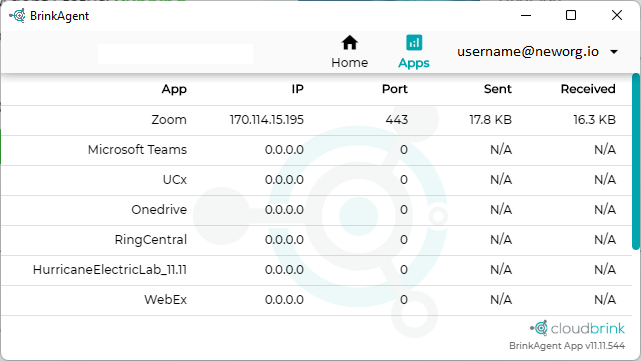 BrinkAgent
Home
Apps
username@neworg.io
App IP Port Sent Received
Zoom 170.114.15.195 443 17.8 KB 16.3 KB
Microsoft Teams 0.0.0.0 0 N/A N/A
UCx 0.0.0.0 0 N/A N/A
Onedrive 0.0.0.0 0 N/A N/A
RingCentral 0.0.0.0 0 N/A N/A
HurricaneElectricLab_11.11 0.0.0.0 0 N/A N/A
WebEx 0.0.0.0 0 N/A N/A
cloudbrink
BrinkAgent App v11.11.544